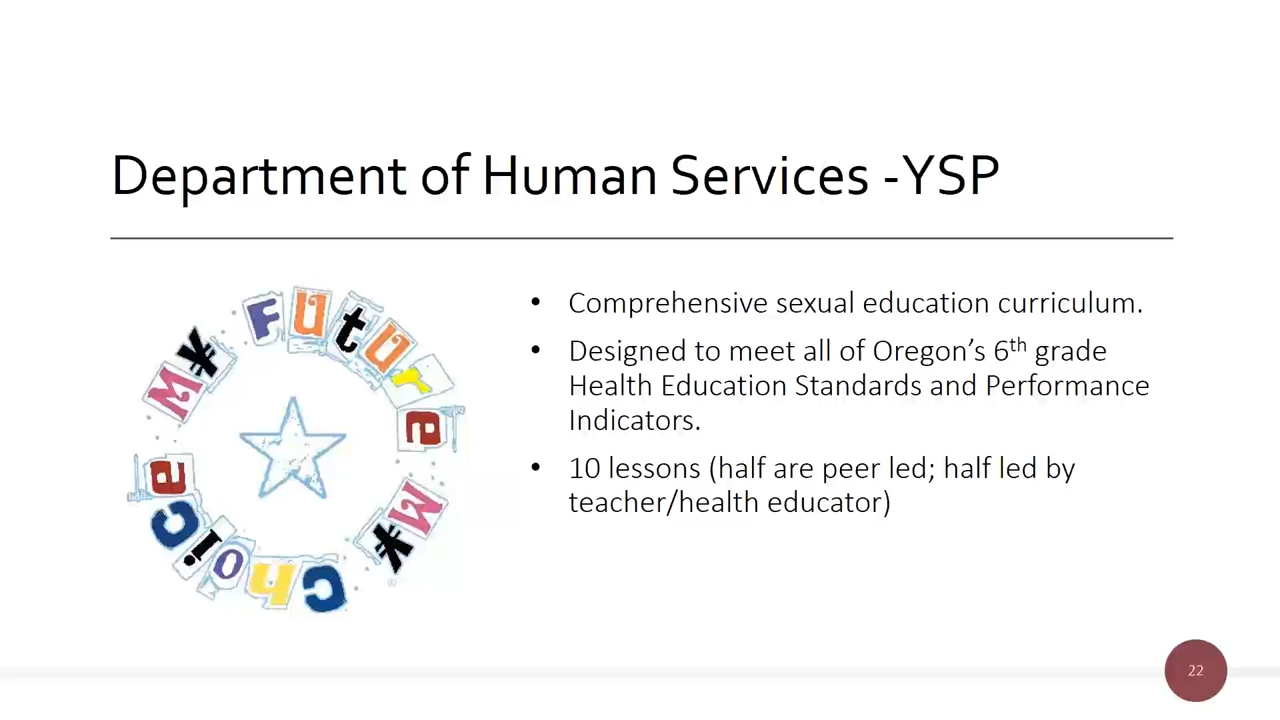 Department of Human Services -YSP
My Future
My Choice
• Comprehensive sexual education curriculum.
• Designed to meet all of Oregon’s 6th grade
Health Education Standards and Performance
Indicators.
• 10 lessons (half are peer led; half led by
teacher/health educator)
22